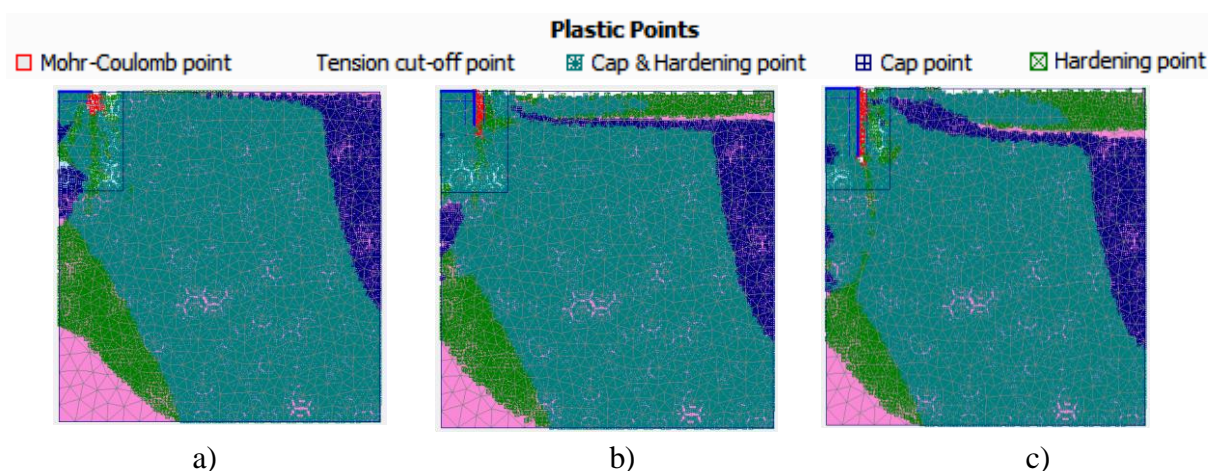 Plastic Points
Mohr-Coulomb point Tension cut-off point Cap & Hardening point Cap point Hardening point
a) b) c)